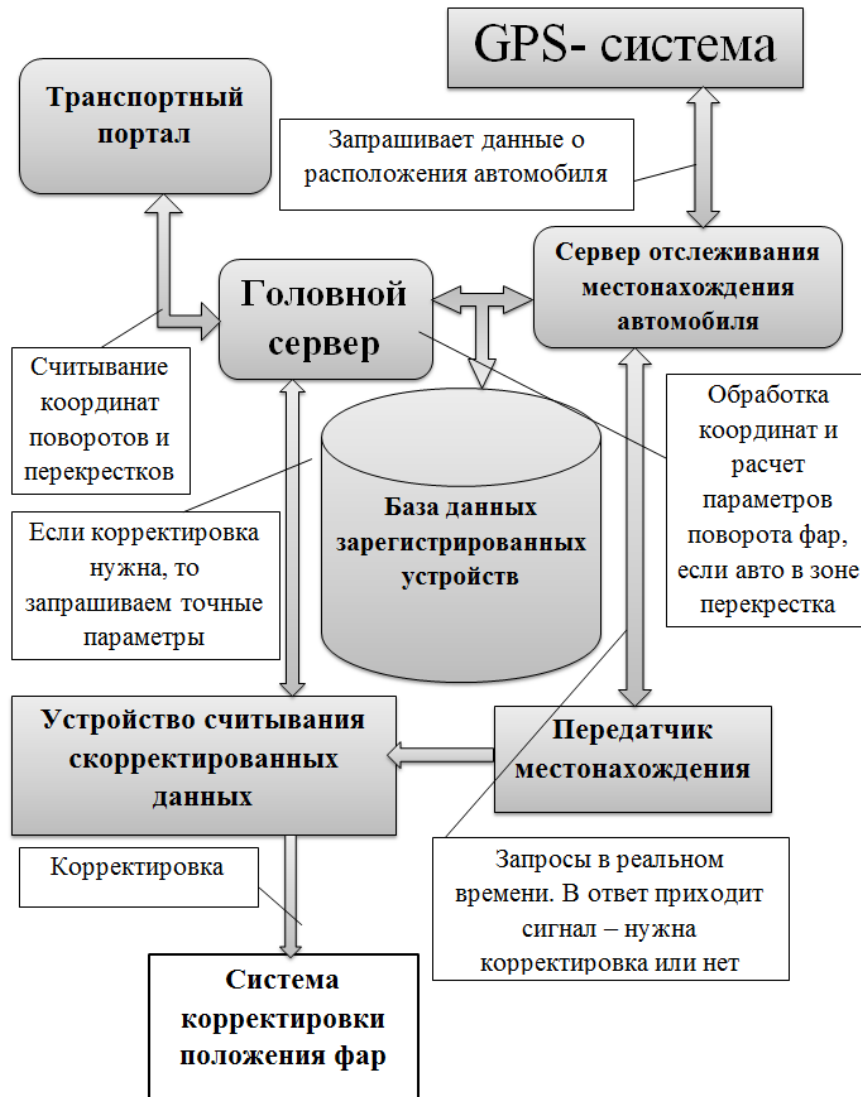 GPS- система
Транспортный
портал
Запрашивает данные о
расположения автомобиля
Сервер отслеживания
местонахождения
автомобиля
Головной
сервер
Считывание
координат
поворотов и
перекрестков
Обработка
координат и
расчет
параметров
поворота фар,
если авто в зоне
перекрестка
База данных
зарегистрированных
устройств
Если корректировка
нужна, то
запрашиваем точные
параметры
Устройство считывания
скорректированных
данных
Передатчик
местонахождения
Корректировка
Запросы в реальном
времени. В ответ приходит
сигнал – нужна
корректировка или нет
Система
корректировки
положения фар